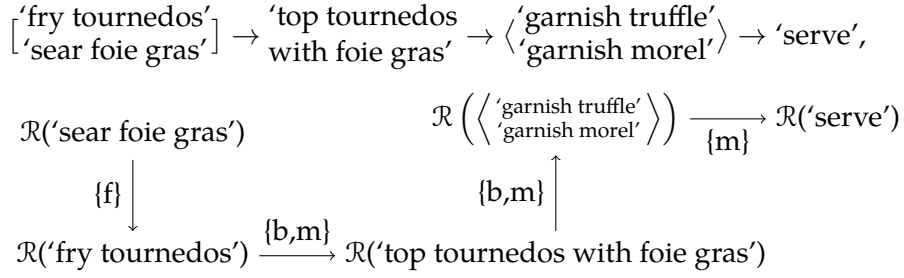 ['fry tournedos' 'sear foie gras'] → 'top tournedos with foie gras' → ⟨'garnish truffle' 'garnish morel'⟩ → 'serve',
ℛ('sear foie gras') ℛ(⟨'garnish truffle' 'garnish morel'⟩) → ℛ('serve')
{m}
{f} {b,m}
{b,m}
ℛ('fry tournedos') → ℛ('top tournedos with foie gras')